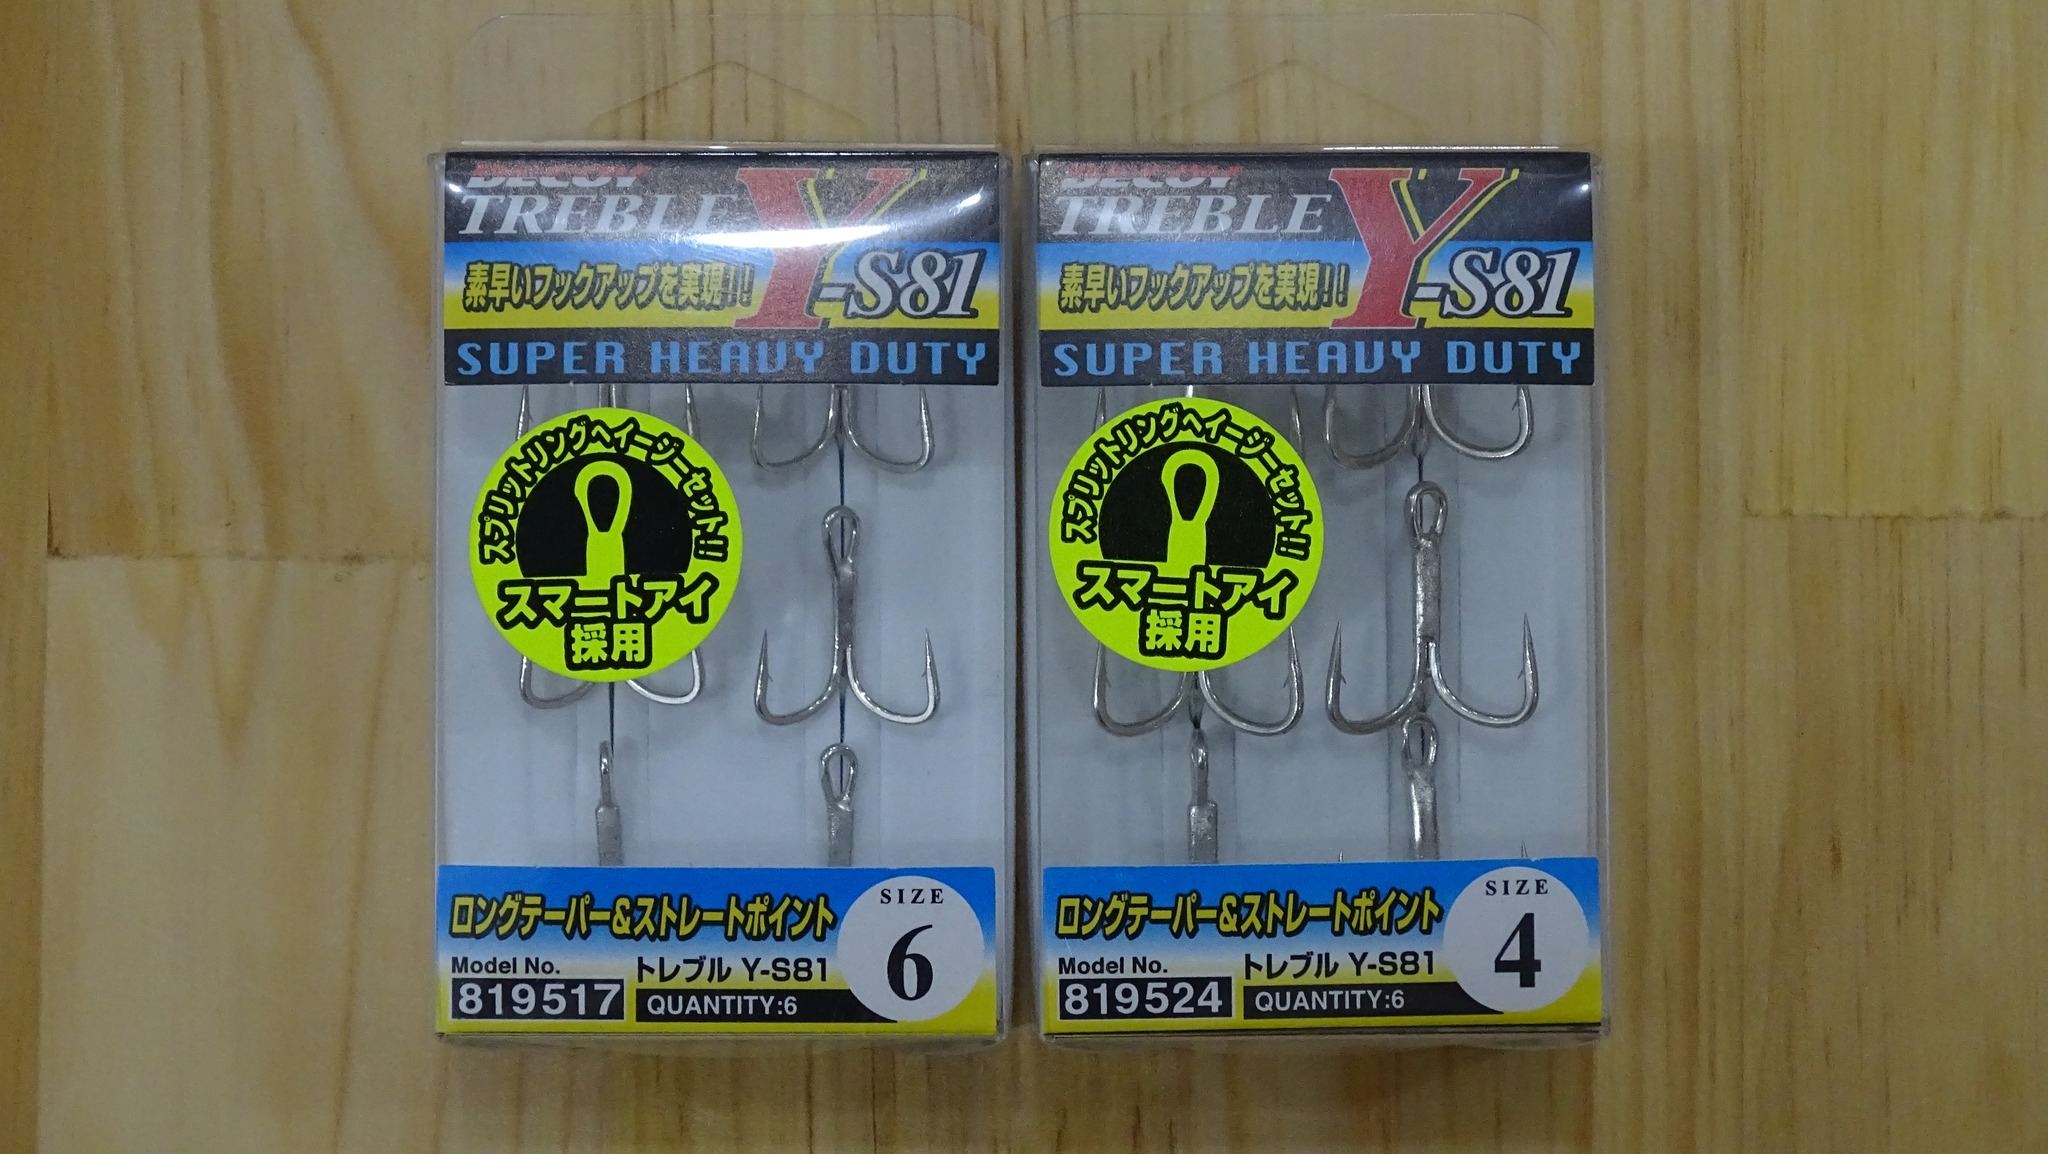 DECOY
TREBLE Y-S81
素早いフックアップを実現!!
SUPER HEAVY DUTY
スプリットリングへイージーセット!!
スマートアイ
採用
ロングテーパー&ストレートポイント
SIZE
6
Model No.
トレブル Y-S81
819517
QUANTITY:6
DECOY
TREBLE Y-S81
素早いフックアップを実現!!
SUPER HEAVY DUTY
スプリットリングへイージーセット!!
スマートアイ
採用
ロングテーパー&ストレートポイント
SIZE
4
Model No.
トレブル Y-S81
819524
QUANTITY:6